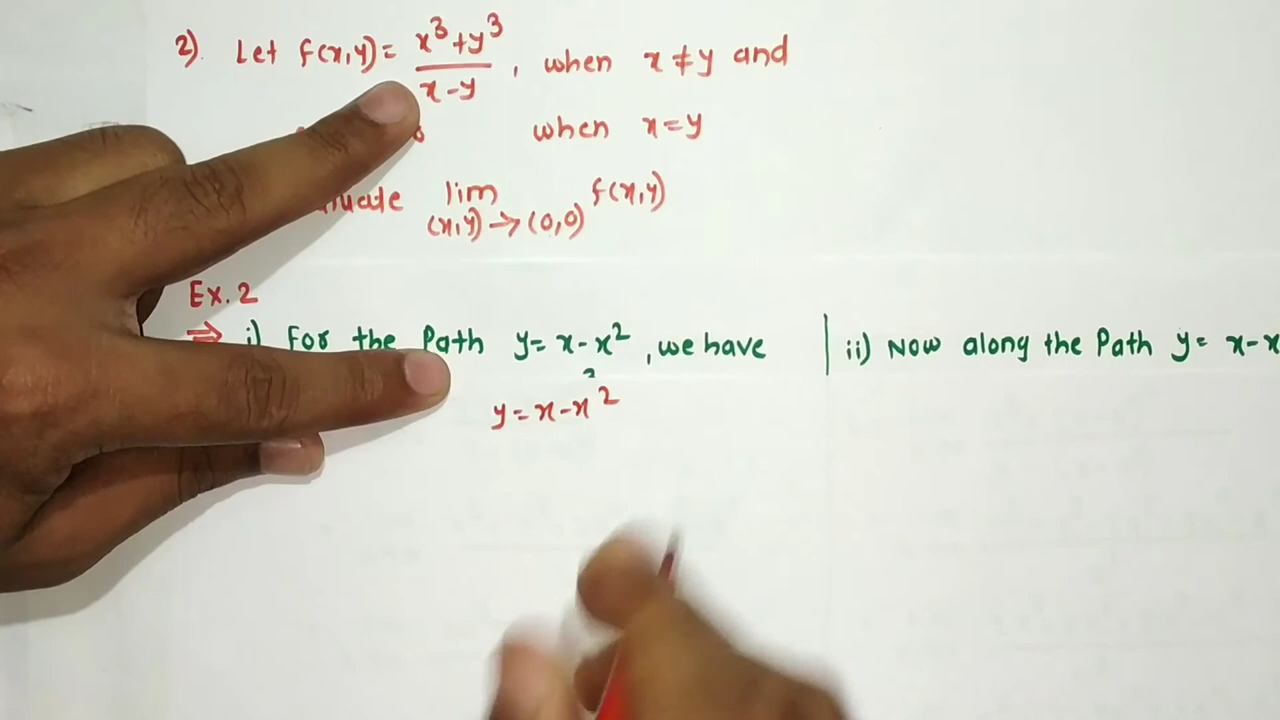 2). Let f(x,y) = x³+y³ / x-y , when x ≠ y and
when x = y
lim (x,y) → (0,0) f(x,y)
Ex. 2
⇒ i) For the Path y = x - x² , we have
y = x - x²
ii) Now along the Path y = x -